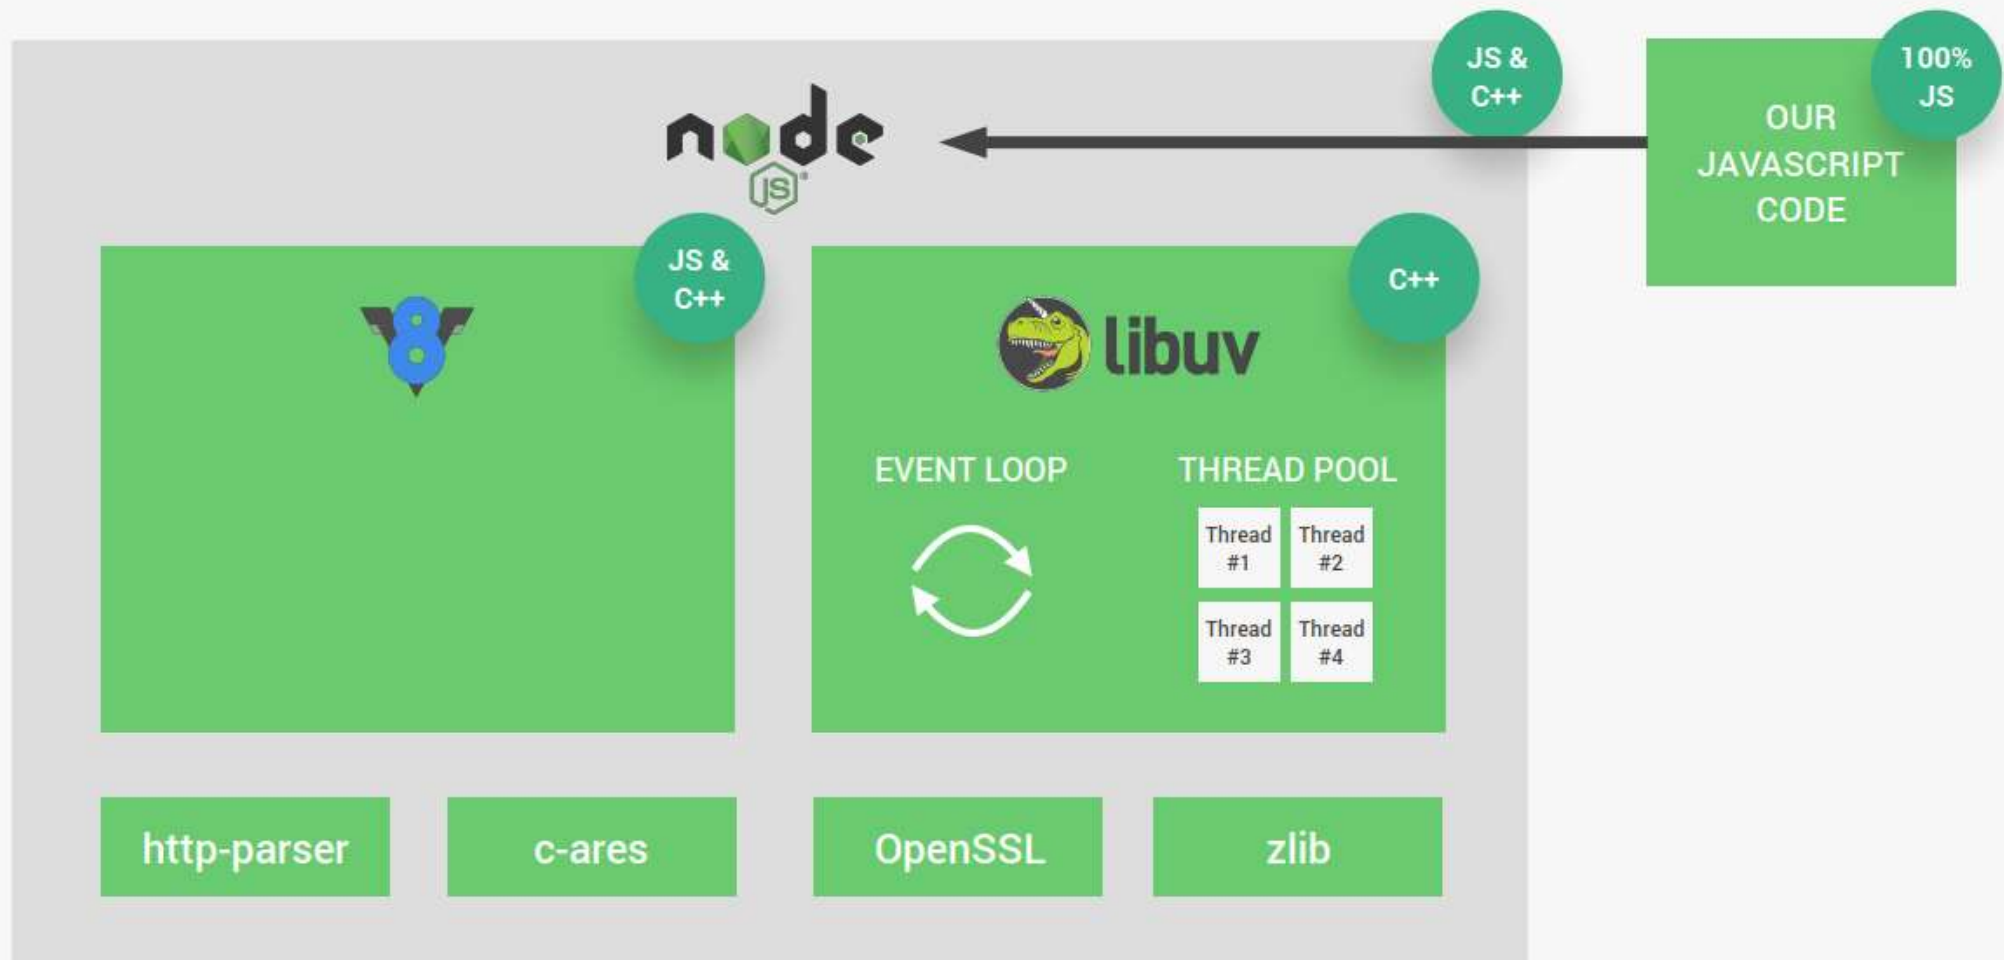 JS &
C++
100%
JS
OUR
JAVASCRIPT
CODE
node
JS
®
JS &
C++
C++
V8
libuv
EVENT LOOP
THREAD POOL
Thread
#1
Thread
#2
Thread
#3
Thread
#4
http-parser
c-ares
OpenSSL
zlib